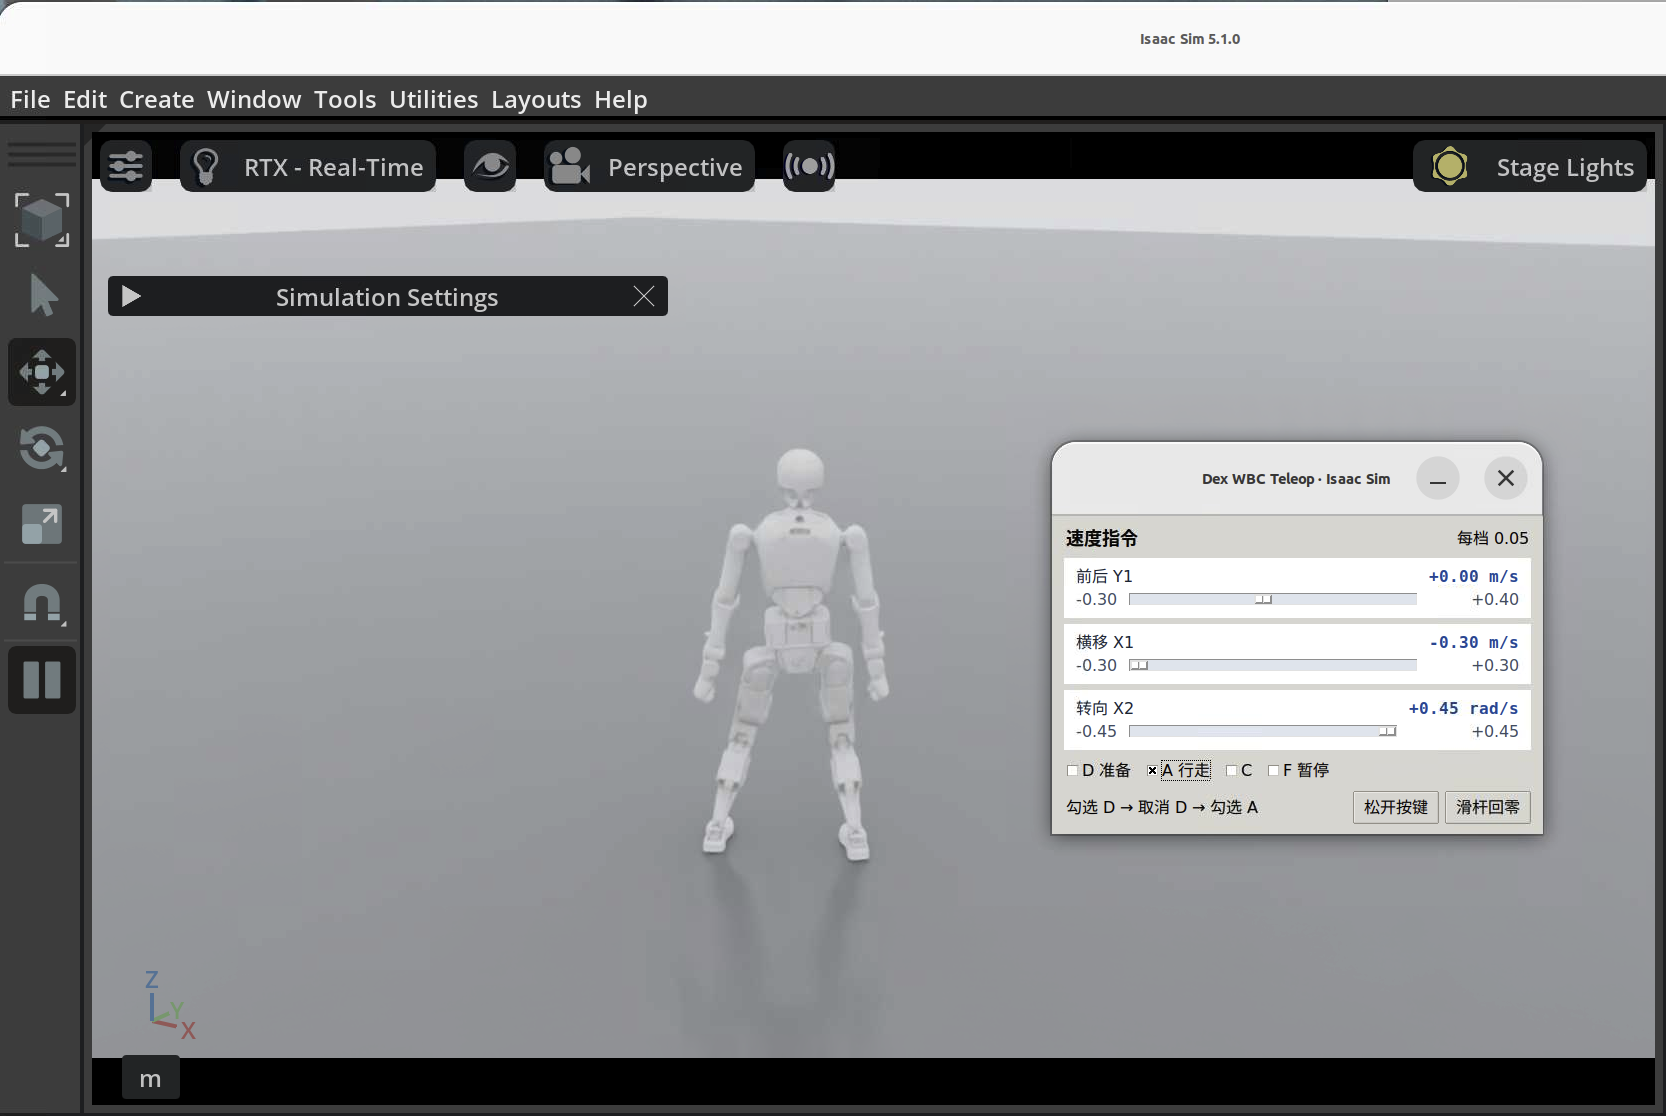 Isaac Sim 5.1.0
File Edit Create Window Tools Utilities Layouts Help
RTX - Real-Time
Perspective
Stage Lights
Simulation Settings
Dex WBC Teleop · Isaac Sim
速度指令 每档 0.05
前后 Y1 +0.00 m/s
-0.30 +0.40
横移 X1 -0.30 m/s
-0.30 +0.30
转向 X2 +0.45 rad/s
-0.45 +0.45
D 准备 A 行走 C F 暂停
勾选 D → 取消 D → 勾选 A 松开按键 滑杆回零
Z
Y
X
m